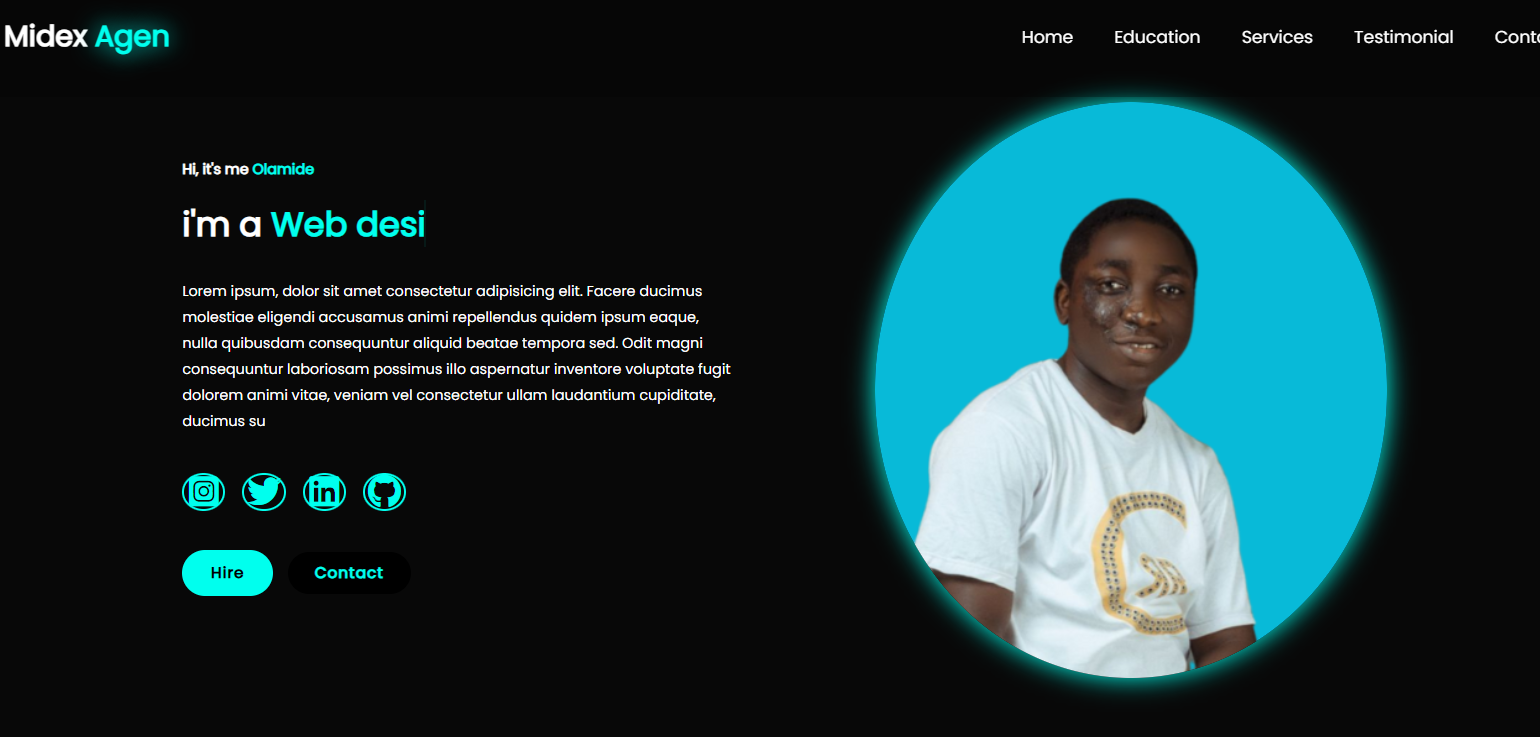 Midex Agen
Home Education Services Testimonial Conta
Hi, it's me Olamide
i'm a Web desi
Lorem ipsum, dolor sit amet consectetur adipisicing elit. Facere ducimus
molestiae eligendi accusamus animi repellendus quidem ipsum eaque,
nulla quibusdam consequuntur aliquid beatae tempora sed. Odit magni
consequuntur laboriosam possimus illo aspernatur inventore voluptate fugit
dolorem animi vitae, veniam vel consectetur ullam laudantium cupiditate,
ducimus su
Hire Contact